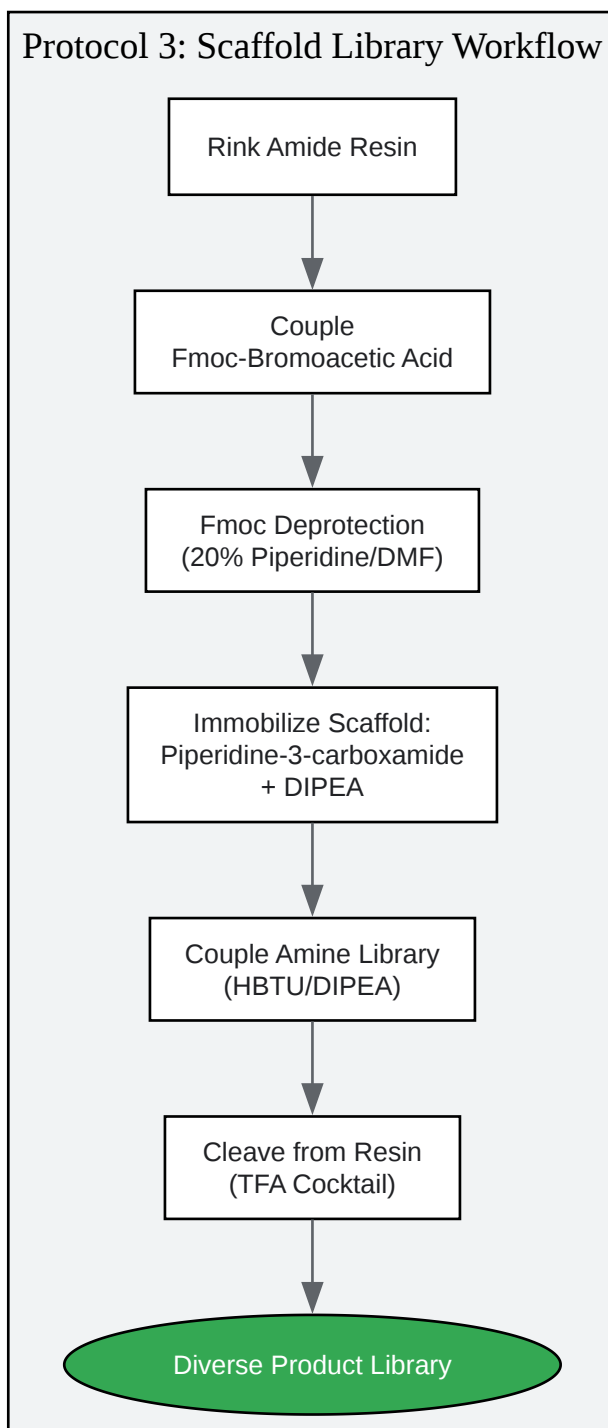 Protocol 3: Scaffold Library Workflow
Rink Amide Resin
Couple
Fmoc-Bromoacetic Acid
Fmoc Deprotection
(20% Piperidine/DMF)
Immobilize Scaffold:
Piperidine-3-carboxamide
+ DIPEA
Couple Amine Library
(HBTU/DIPEA)
Cleave from Resin
(TFA Cocktail)
Diverse Product Library